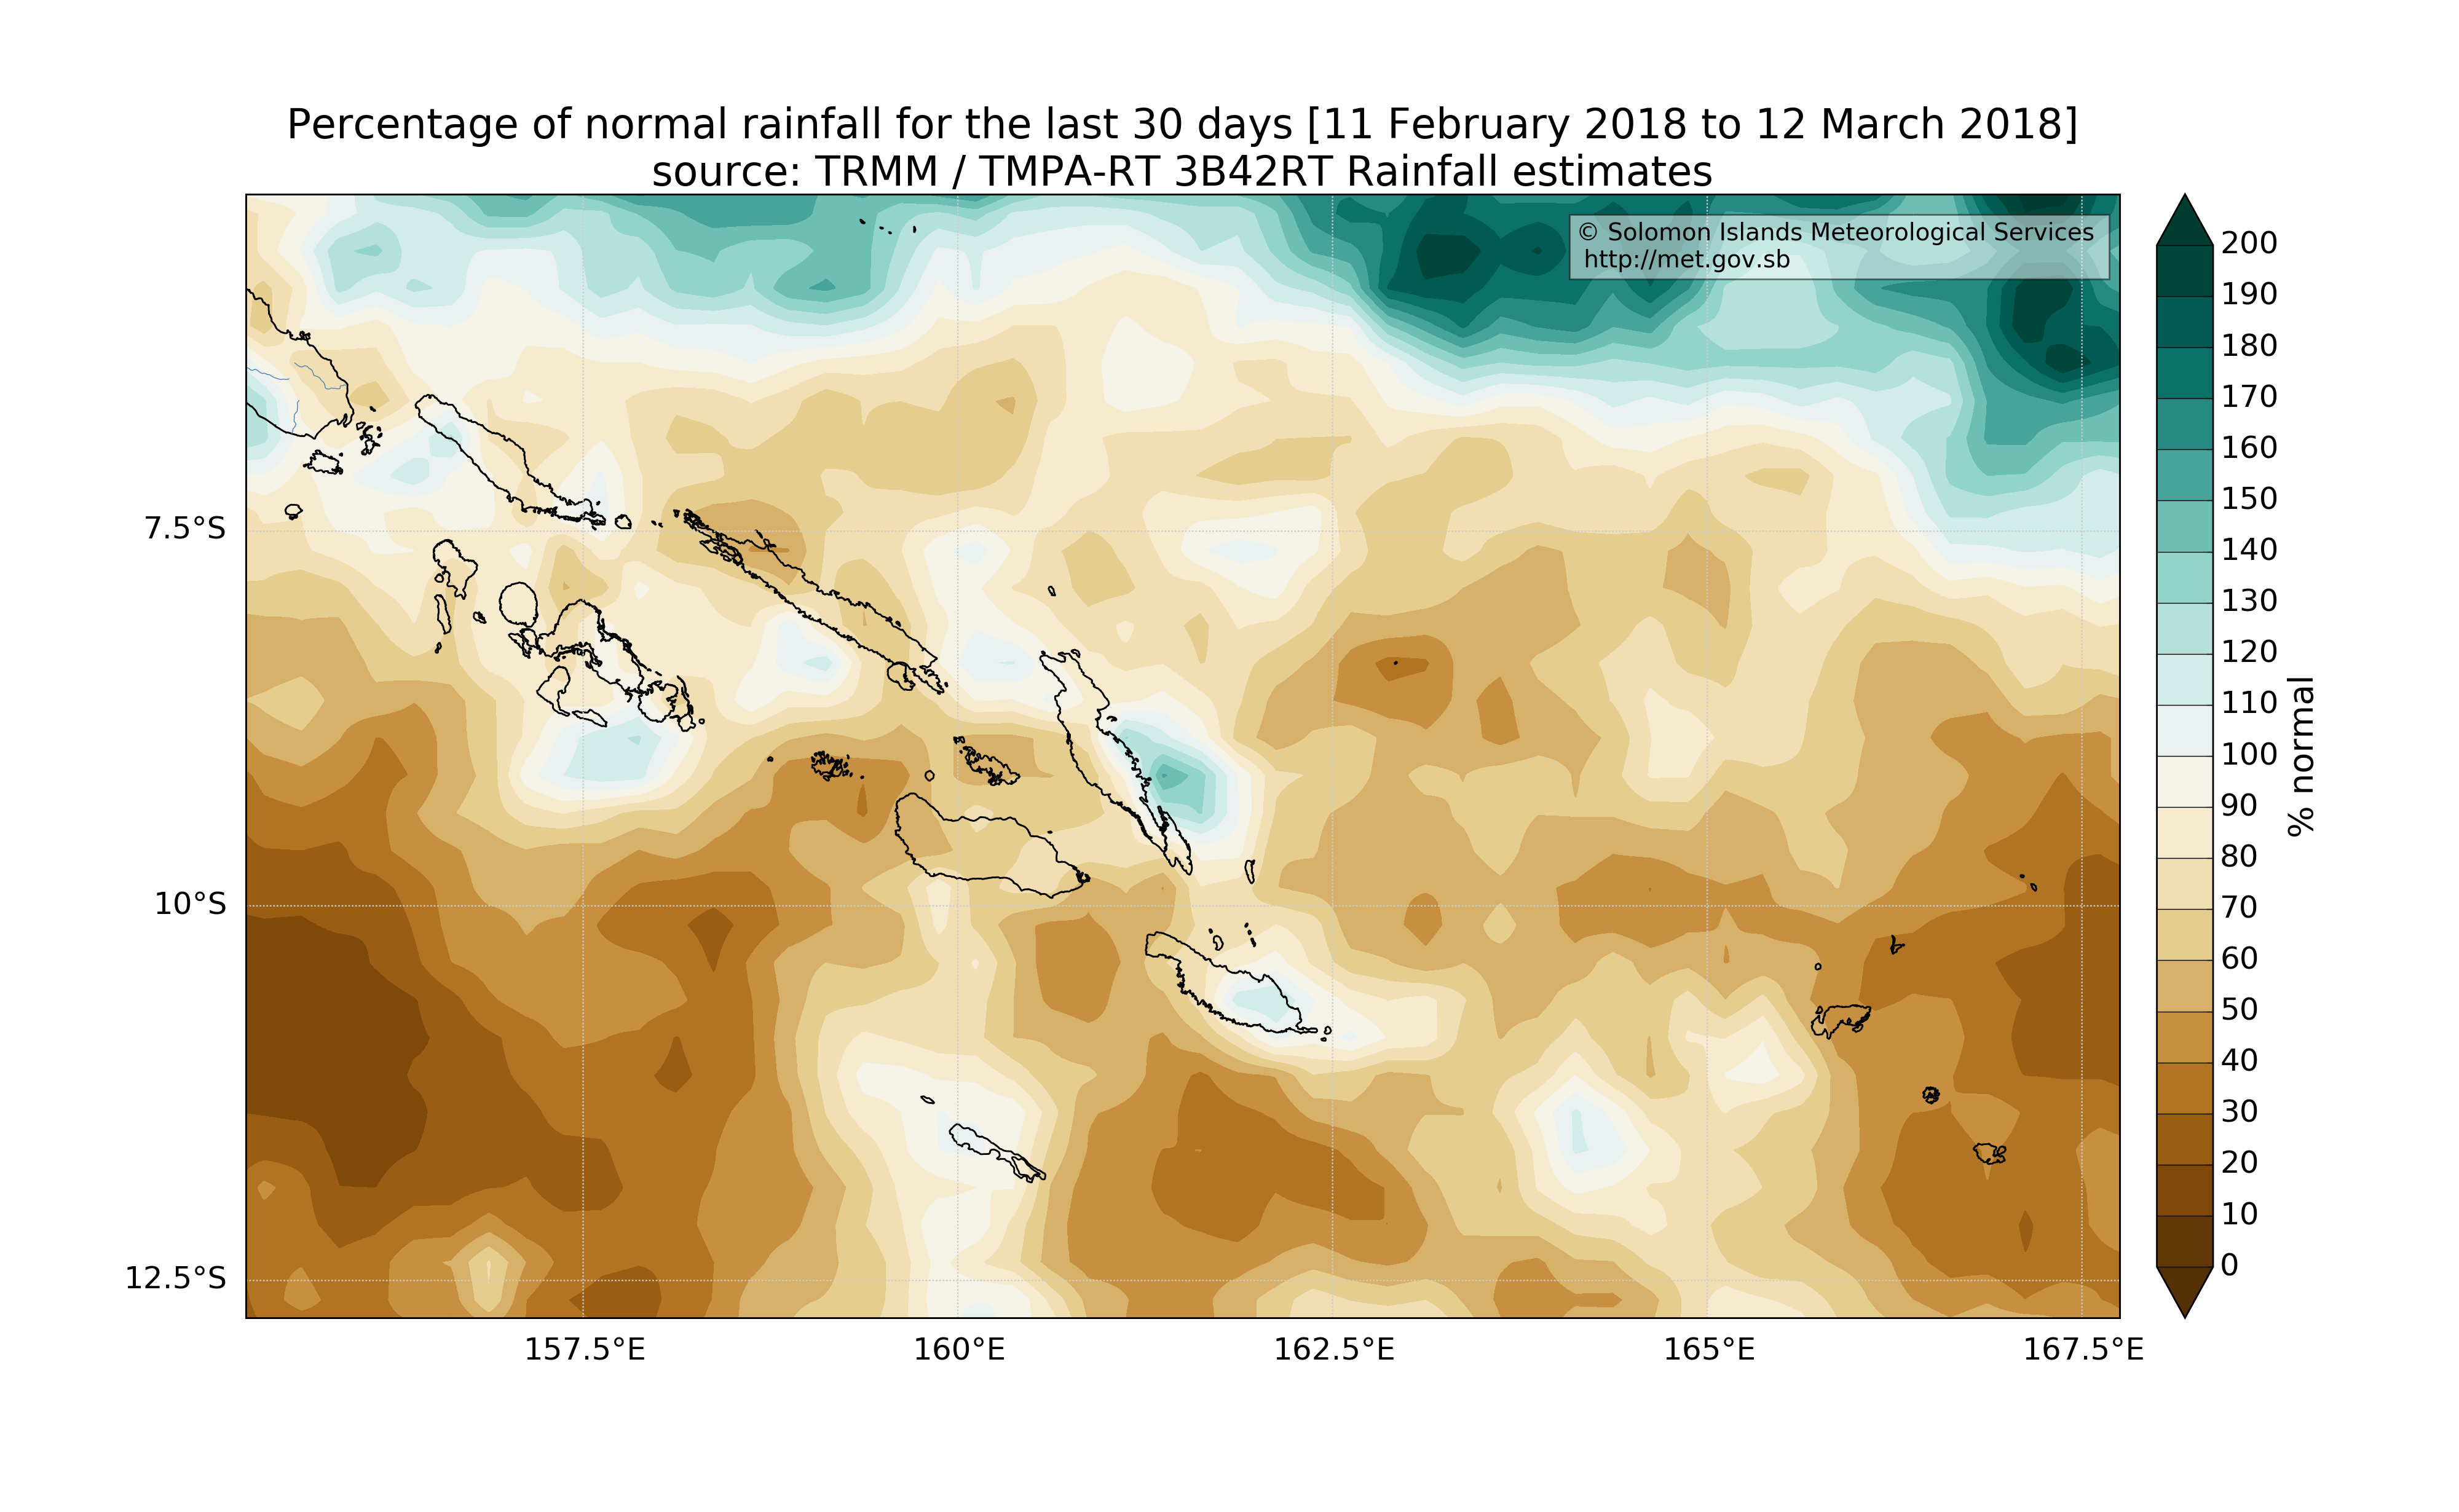 Percentage of normal rainfall for the last 30 days [11 February 2018 to 12 March 2018]
source: TRMM / TMPA-RT 3B42RT Rainfall estimates
© Solomon Islands Meteorological Services
http://met.gov.sb
7.5°S
10°S
12.5°S
157.5°E
160°E
162.5°E
165°E
167.5°E
200
190
180
170
160
150
140
130
120
110
100
90
80
70
60
50
40
30
20
10
0
% normal